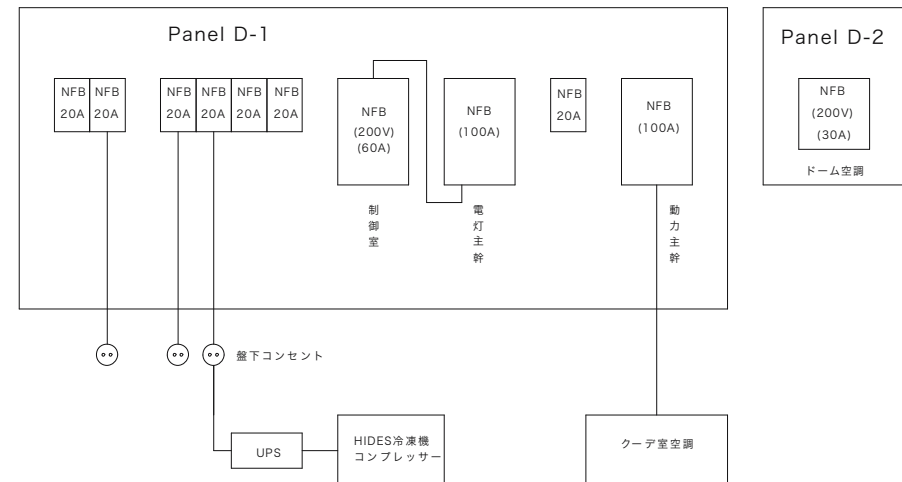 Panel D-1
Panel D-2
NFB
20A
NFB
20A
NFB
20A
NFB
20A
NFB
20A
NFB
20A
NFB
(200V)
(60A)
NFB
(100A)
NFB
20A
NFB
(100A)
NFB
(200V)
(30A)
ドーム空調
制御室
電灯主幹
動力主幹
盤下コンセント
UPS
HIDES冷凍機
コンプレッサー
クーデ室空調